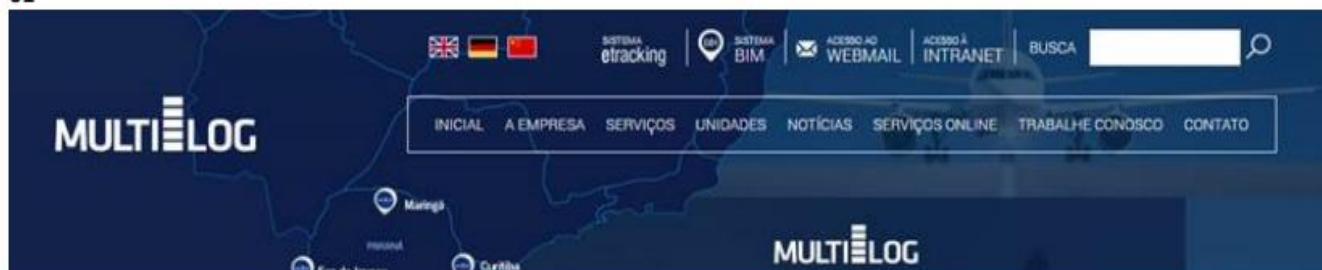 SISTEMA etracking SISTEMA BIM ACESSO AO WEBMAIL ACESSO À INTRANET BUSCA
MULTILOG
INICIAL A EMPRESA SERVIÇOS UNIDADES NOTÍCIAS SERVIÇOS ONLINE TRABALHE CONOSCO CONTATO
Maringá
PARANÁ
MULTILOG
Curitiba